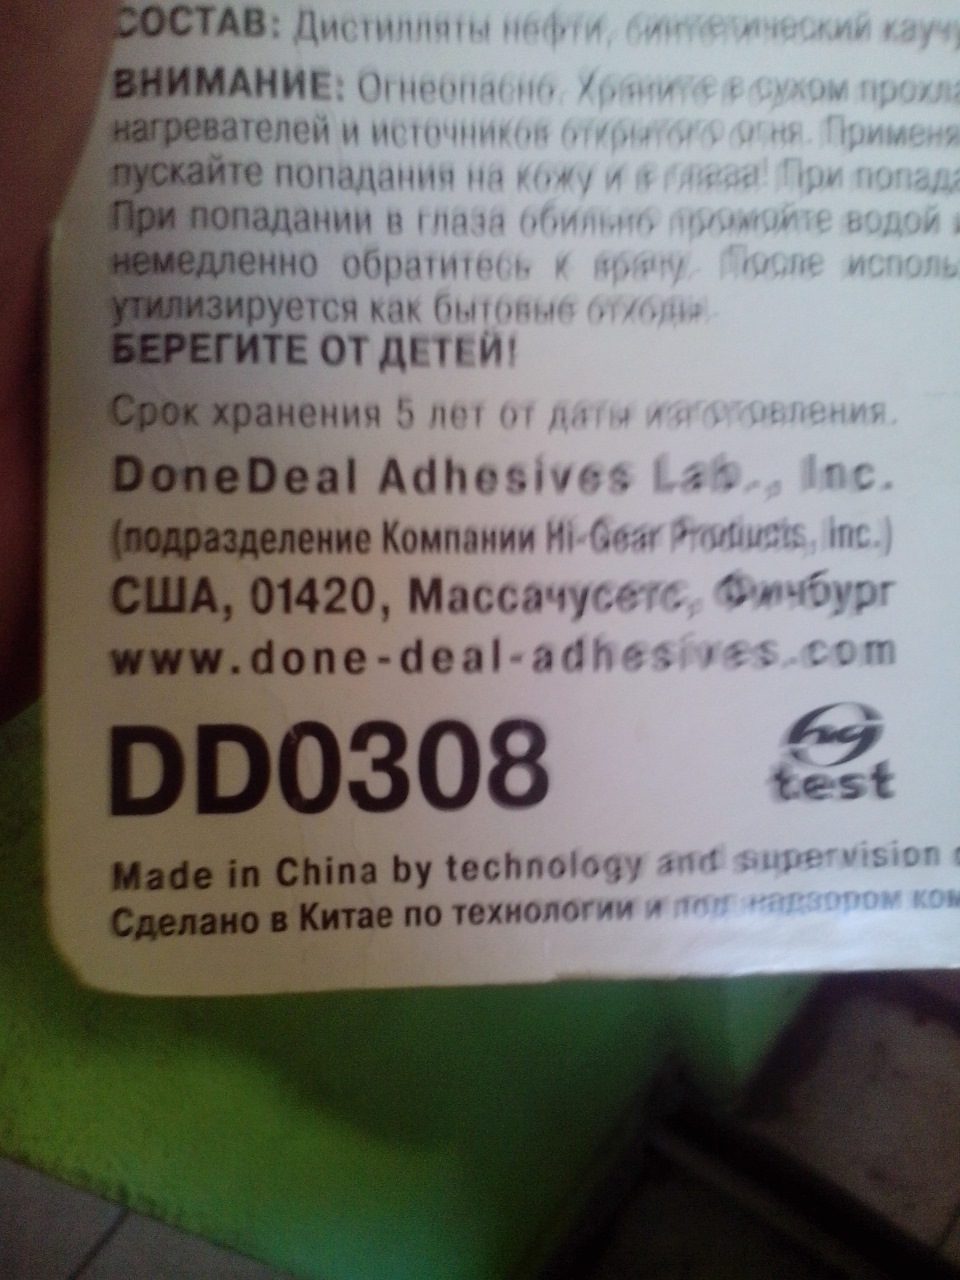 СОСТАВ: Дистилляты нефти, синтетический
ВНИМАНИЕ: Огнеопасно. Храните в сухом
нагревателей и источников открытого огня.
пускайте попадания на кожу и в глаза! При
При попадании в глаза обильно промойте водой
немедленно обратитесь к врачу. После
утилизируется как бытовые отходы.
БЕРЕГИТЕ ОТ ДЕТЕЙ!
Срок хранения 5 лет от даты изготовления.
DoneDeal Adhesives Lab., Inc.
(подразделение Компании Hi-Gear Products, Inc.)
США, 01420, Массачусетс, Фичбург
www.done-deal-adhesives.com
DD0308
hg
test
Made in China by technology and supervision
Сделано в Китае по технологии и под надзором